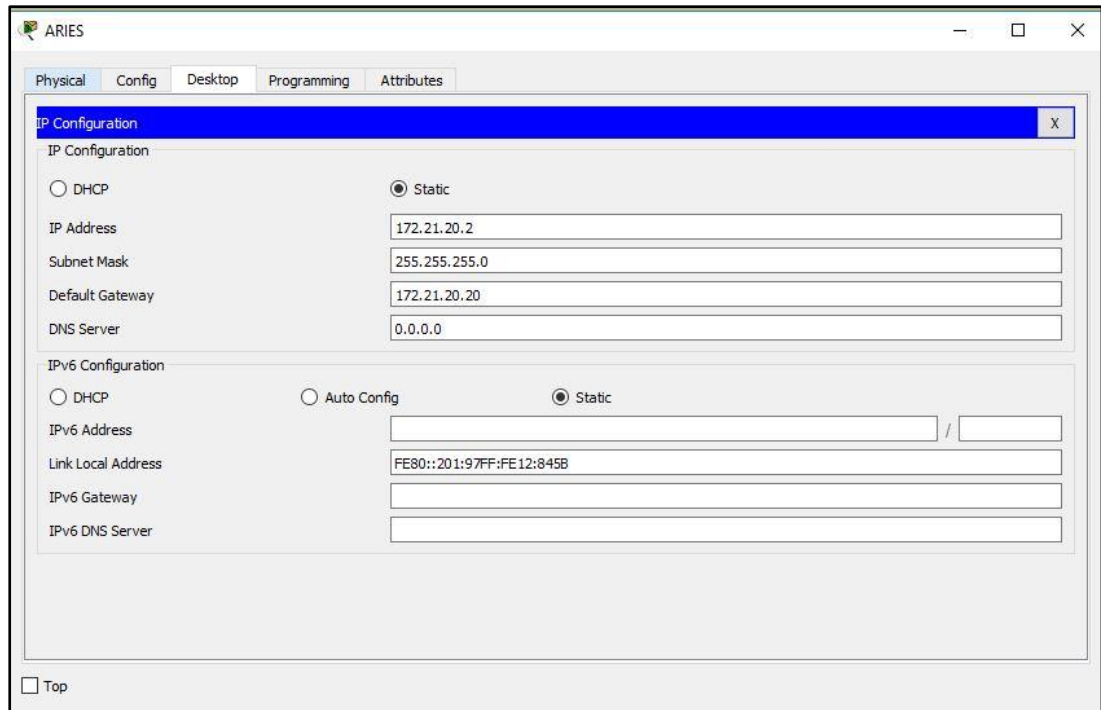 ARIES
Physical Config Desktop Programming Attributes
IP Configuration X
IP Configuration
DHCP Static
IP Address 172.21.20.2
Subnet Mask 255.255.255.0
Default Gateway 172.21.20.20
DNS Server 0.0.0.0
IPv6 Configuration
DHCP Auto Config Static
IPv6 Address /
Link Local Address FE80::201:97FF:FE12:845B
IPv6 Gateway
IPv6 DNS Server
Top